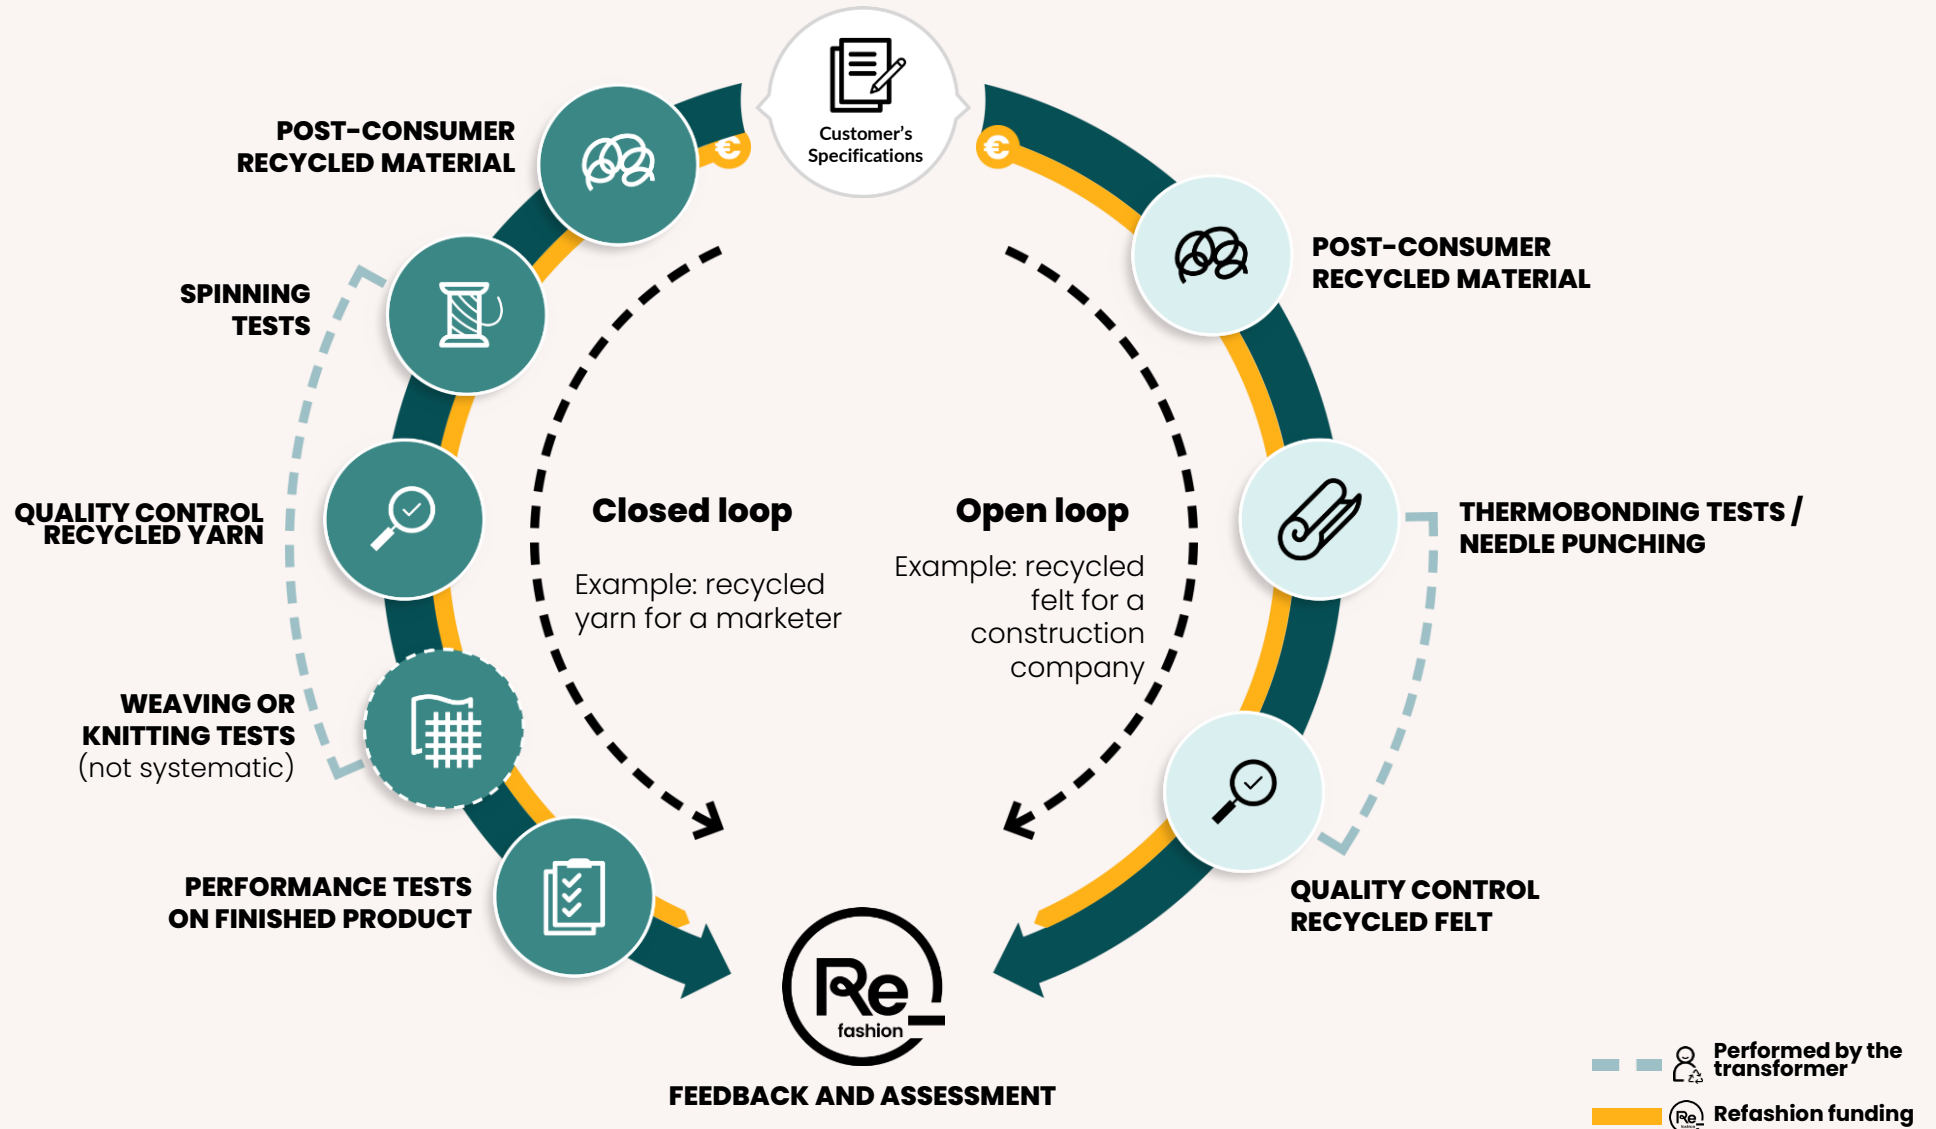 Customer's
Specifications
€
€
POST-CONSUMER
RECYCLED MATERIAL
SPINNING
TESTS
QUALITY CONTROL
RECYCLED YARN
WEAVING OR
KNITTING TESTS
(not systematic)
PERFORMANCE TESTS
ON FINISHED PRODUCT
Closed loop
Example: recycled
yarn for a marketer
Open loop
Example: recycled
felt for a
construction
company
POST-CONSUMER
RECYCLED MATERIAL
THERMOBONDING TESTS /
NEEDLE PUNCHING
QUALITY CONTROL
RECYCLED FELT
Re_
fashion
FEEDBACK AND ASSESSMENT
Performed by the
transformer
Re_
fashion
Refashion funding